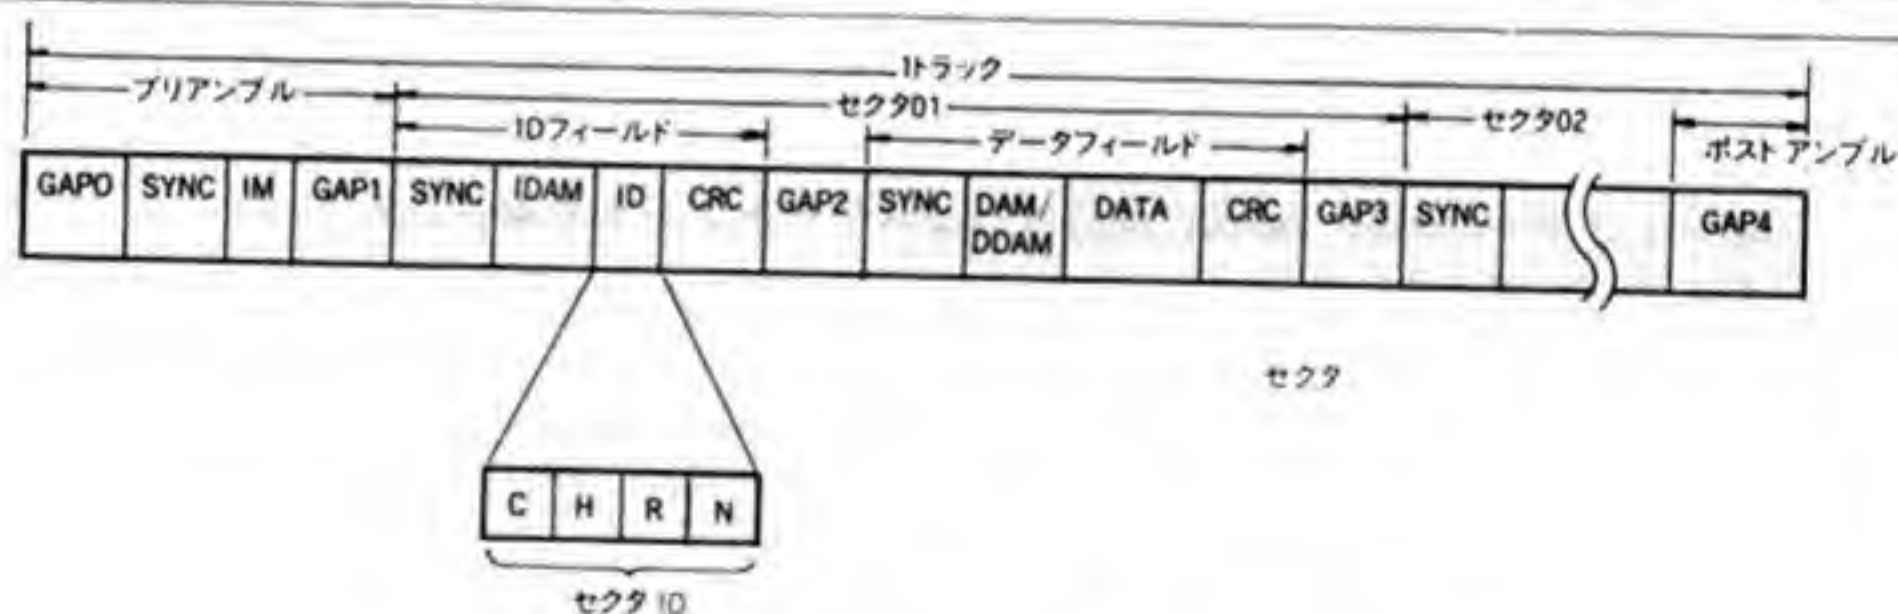 1トラック
プリアンブル
セクタ01
セクタ02
IDフィールド
データフィールド
ポストアンブル
GAP0 SYNC IM GAP1 SYNC IDAM ID CRC GAP2 SYNC DAM/DDAM DATA CRC GAP3 SYNC GAP4
セクタ
C H R N
セクタID